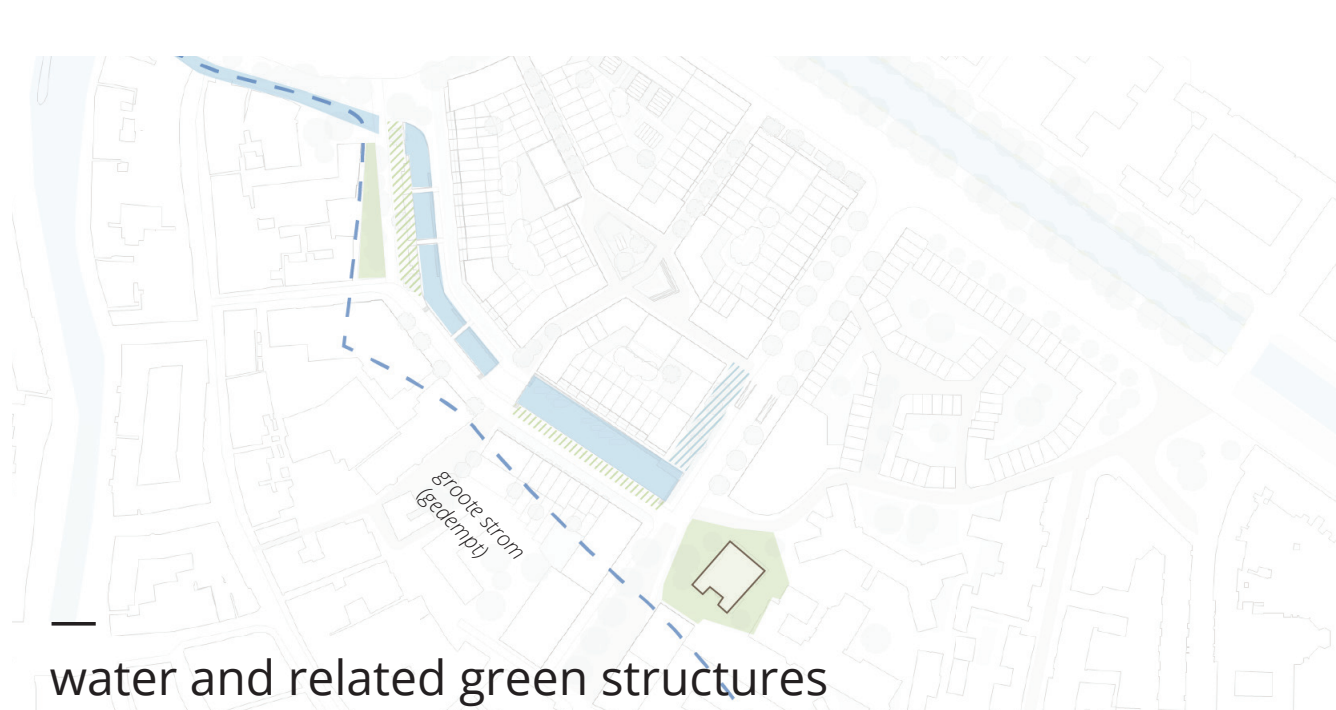 groote strom
(gedempt)
water and related green structures